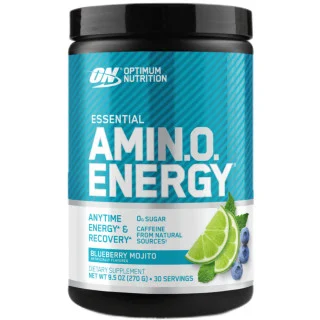 ON OPTIMUM
NUTRITION
ESSENTIAL
AMIN.O.
ENERGY
ANYTIME
ENERGY* &
RECOVERY*
0g SUGAR
CAFFEINE
FROM NATURAL
SOURCES†
BLUEBERRY MOJITO
DIETARY SUPPLEMENT
NET WT 9.5 OZ (270 G) • 30 SERVINGS